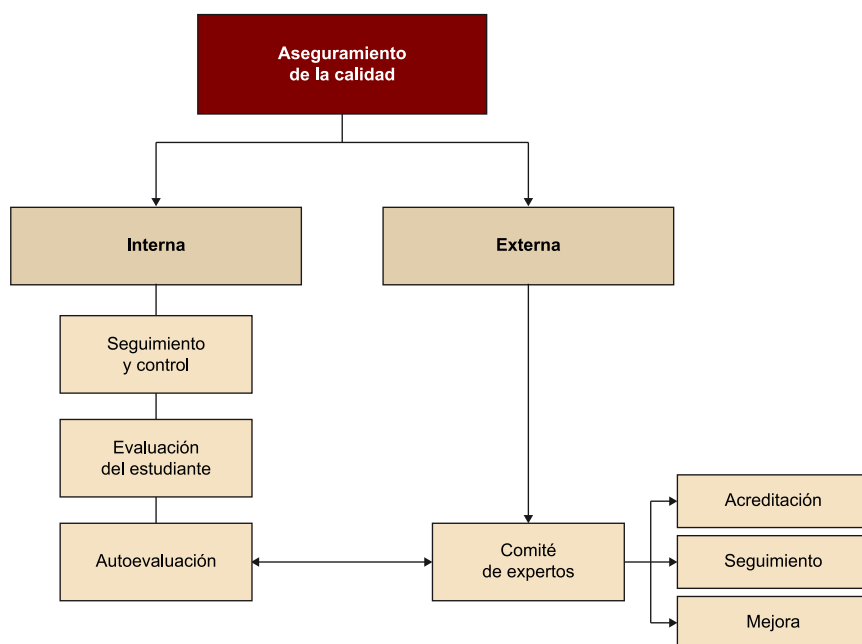 Aseguramiento
de la calidad
Interna
Externa
Seguimiento
y control
Evaluación
del estudiante
Autoevaluación
Comité
de expertos
Acreditación
Seguimiento
Mejora